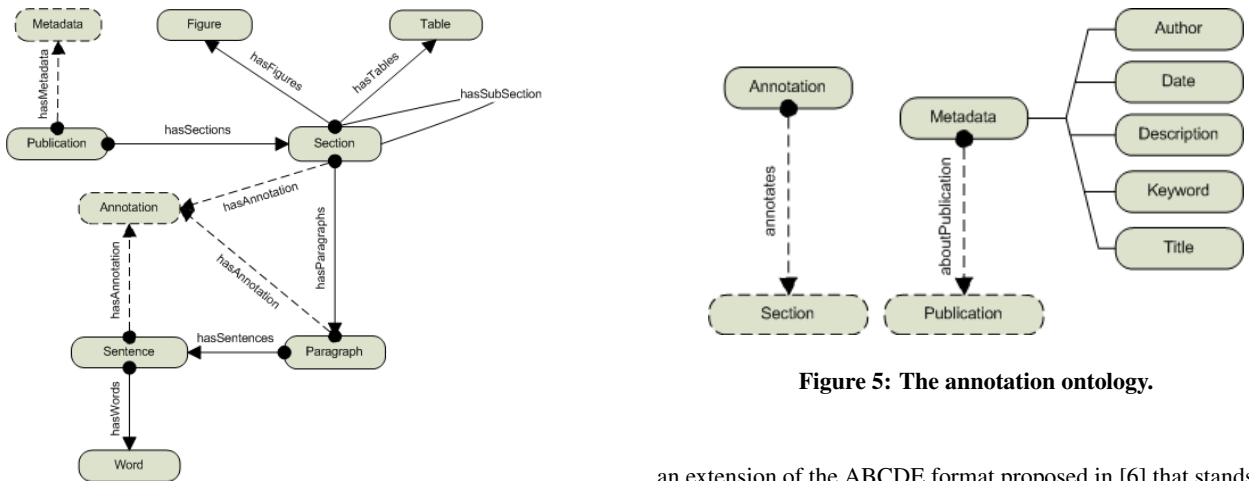 Metadata
Figure
Table
hasMetadata
hasFigures
hasTables
hasSubSection
Publication
hasSections
Section
Annotation
hasAnnotation
hasAnnotation
hasAnnotation
hasParagraphs
Sentence
hasSentences
Paragraph
hasWords
Word
Annotation
annotates
Section
Metadata
aboutPublication
Publication
Author
Date
Description
Keyword
Title
Figure 5: The annotation ontology.
an extension of the ABCDE format proposed in [6] that stands